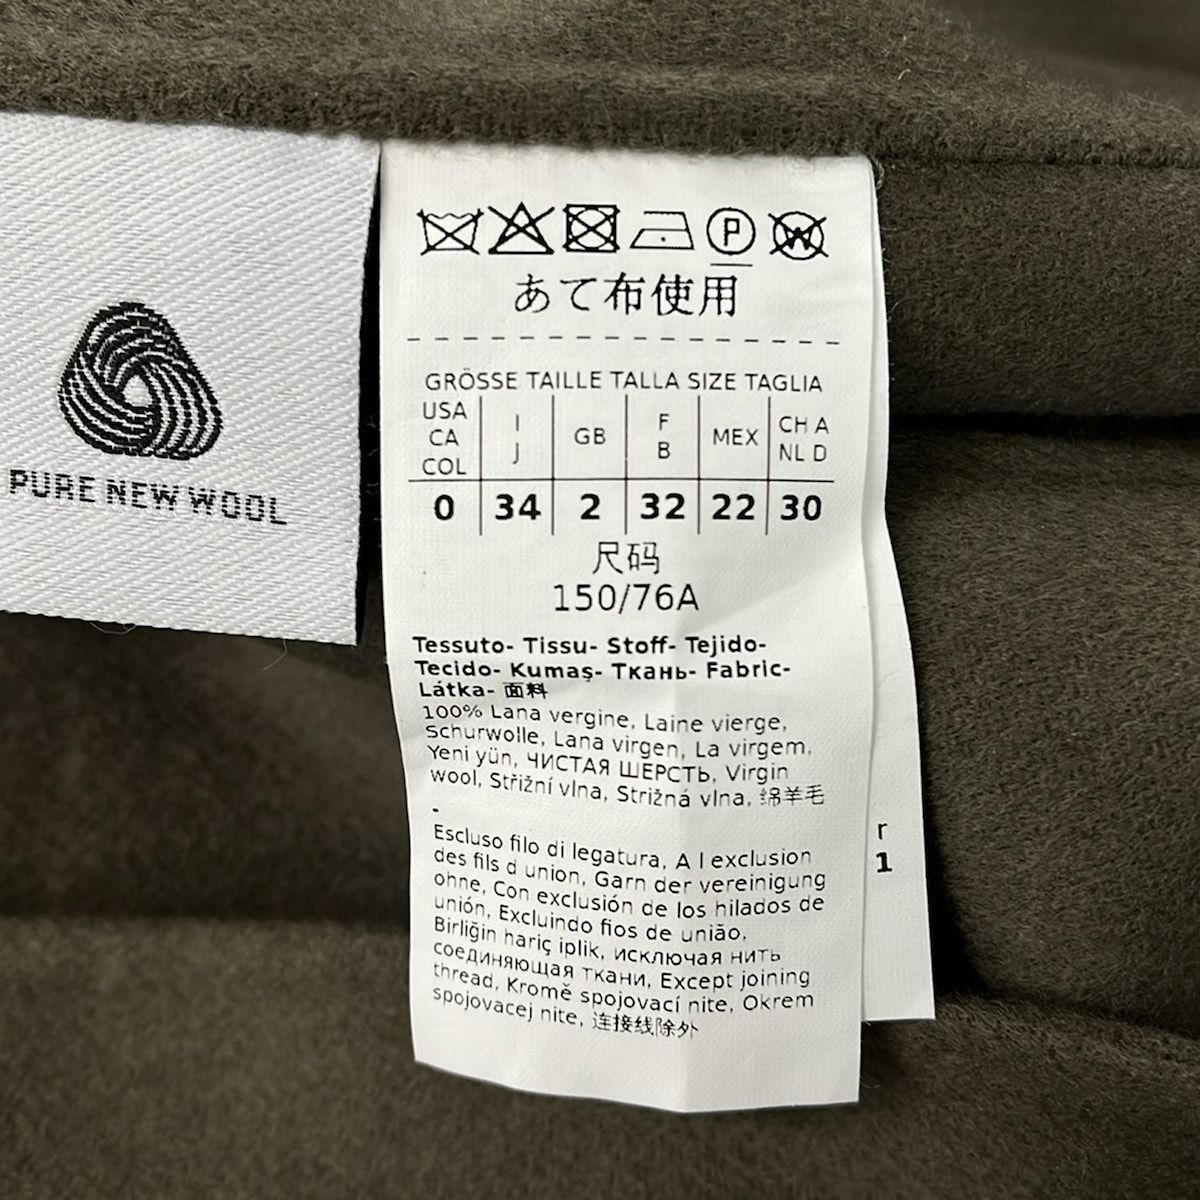 PURE NEW WOOL
P W
あて布使用
GRÖSSE TAILLE TALLA SIZE TAGLIA
USA CA COL | I J | GB | F B | MEX | CH A NL D
0 | 34 | 2 | 32 | 22 | 30
尺码
150/76A
Tessuto- Tissu- Stoff- Tejido-
Tecido- Kumaş- Ткань- Fabric-
Látka- 面料
100% Lana vergine, Laine vierge,
Schurwolle, Lana virgen, La virgem,
Yeni yün, ЧИСТАЯ ШЕРСТЬ, Virgin
wool, Střižní vlna, Strižná vlna, 绵羊毛
-
Escluso filo di legatura, A l exclusion
des fils d union, Garn der vereinigung
ohne, Con exclusión de los hilados de
unión, Excluindo fios de união,
Birliğin hariç iplik, исключая нить
соединяющая ткани, Except joining
thread, Kromě spojovací nite, Okrem
spojovacej nite, 连接线除外
r
1